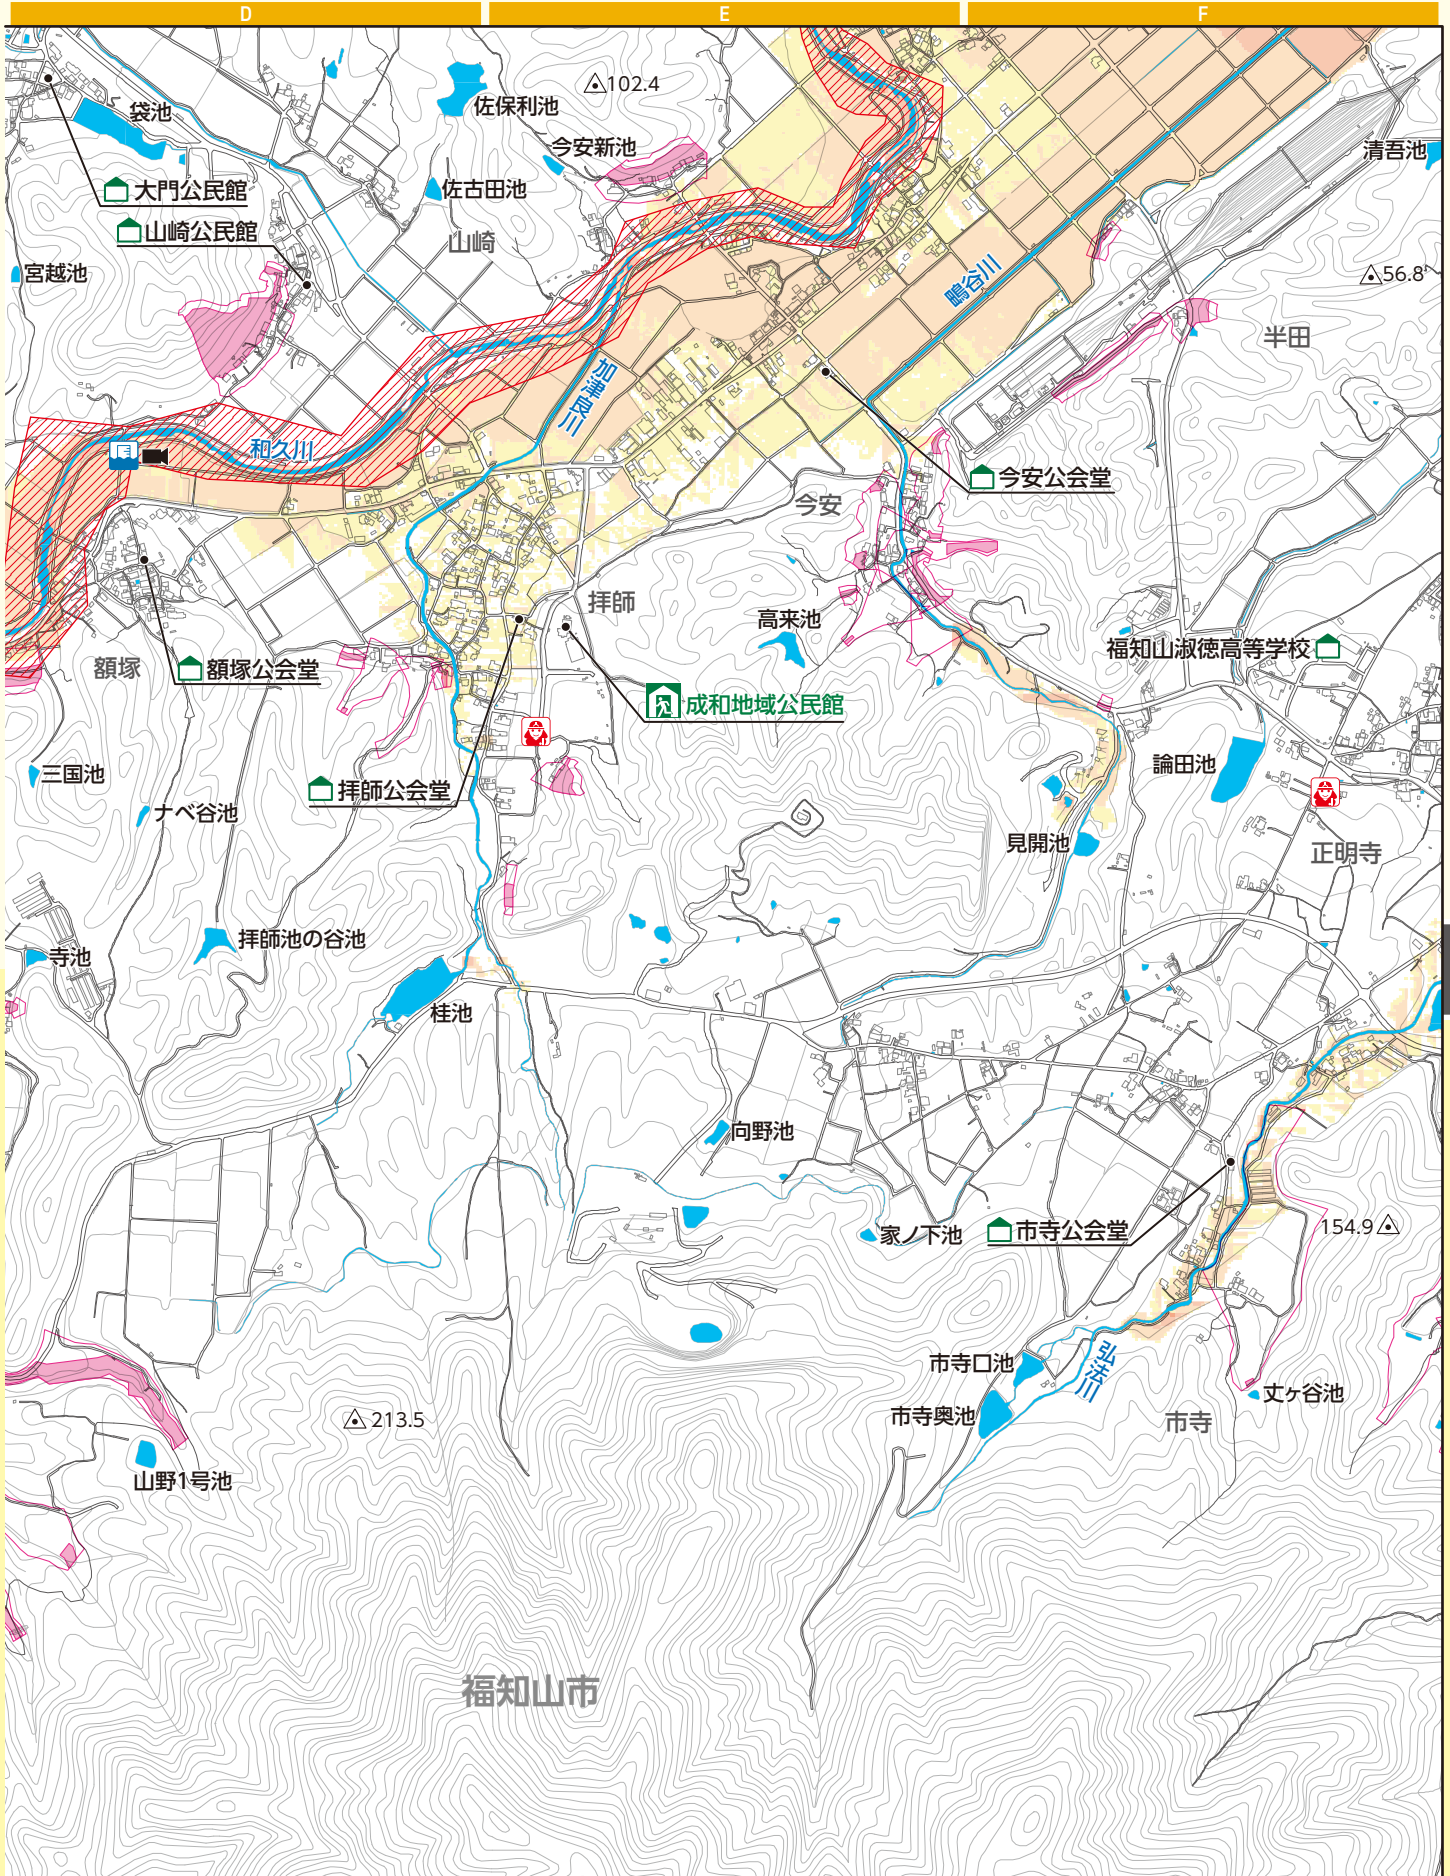 D
E
F
102.4
佐保利池
袋池
今安新池
清吾池
大門公民館
佐古田池
山崎公民館
山崎
宮越池
鴫谷川
56.8
半田
加津良川
和久川
今安公会堂
今安
拝師
高来池
福知山淑徳高等学校
額塚
額塚公会堂
成和地域公民館
三国池
論田池
拝師公会堂
ナベ谷池
見開池
正明寺
拝師池の谷池
寺池
桂池
向野池
家ノ下池
市寺公会堂
154.9
市寺口池
弘法川
丈ヶ谷池
213.5
市寺奥池
市寺
山野1号池
福知山市